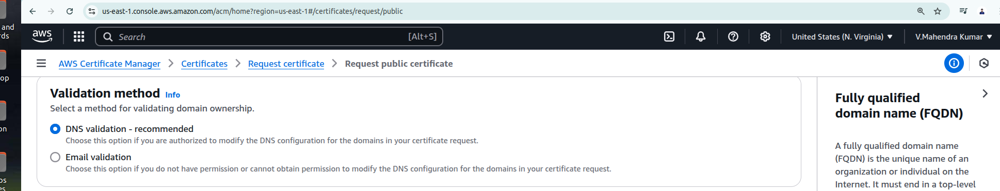 us-east-1.console.aws.amazon.com/acm/home?region=us-east-1#/certificates/request/public
and
rds
aws
Search
[Alt+S]
United States (N. Virginia)
V.Mahendra Kumar
AWS Certificate Manager > Certificates > Request certificate > Request public certificate
op
Validation method Info
Select a method for validating domain ownership.
DNS validation - recommended
Choose this option if you are authorized to modify the DNS configuration for the domains in your certificate request.
on
Email validation
Choose this option if you do not have permission or cannot obtain permission to modify the DNS configuration for the domains in your certificate request.
os
es
Fully qualified
domain name (FQDN)
A fully qualified domain name
(FQDN) is the unique name of an
organization or individual on the
Internet. It must end in a top-level